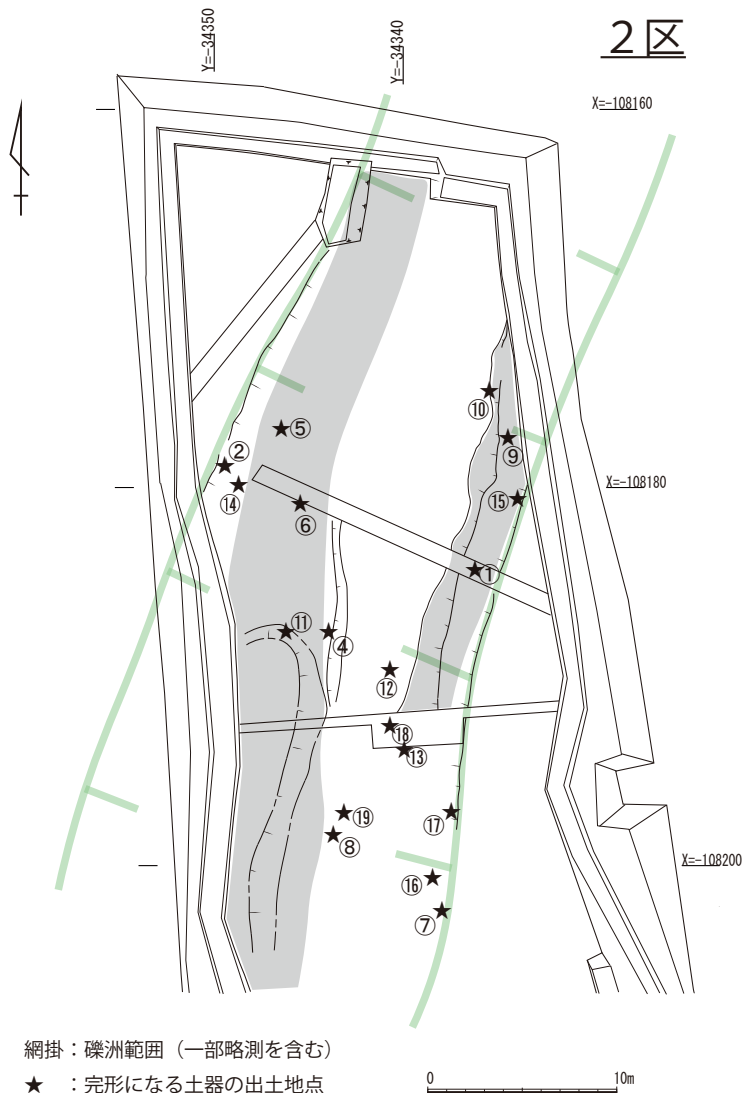 2区
Y=-34350
Y=-34340
X=-108160
⑩
⑤
②
⑨
X=-108180
⑭
⑮
⑥
①
⑪
④
⑫
⑱
⑬
⑲
⑰
⑧
X=-108200
⑯
⑦
網掛:礫洲範囲(一部略測を含む)
★ :完形になる土器の出土地点
0 10m